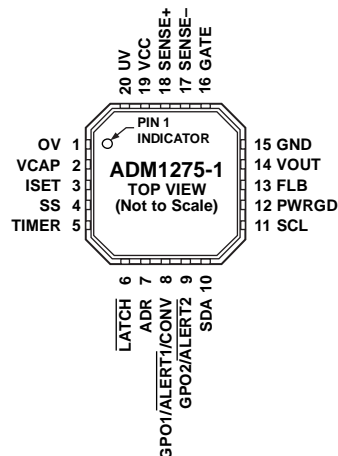 20 UV
19 VCC
18 SENSE+
17 SENSE–
16 GATE
PIN 1
INDICATOR
OV 1
VCAP 2
ISET 3
SS 4
TIMER 5
ADM1275-1
TOP VIEW
(Not to Scale)
15 GND
14 VOUT
13 FLB
12 PWRGD
11 SCL
LATCH 6
ADR 7
GPO1/ALERT1/CONV 8
GPO2/ALERT2 9
SDA 10